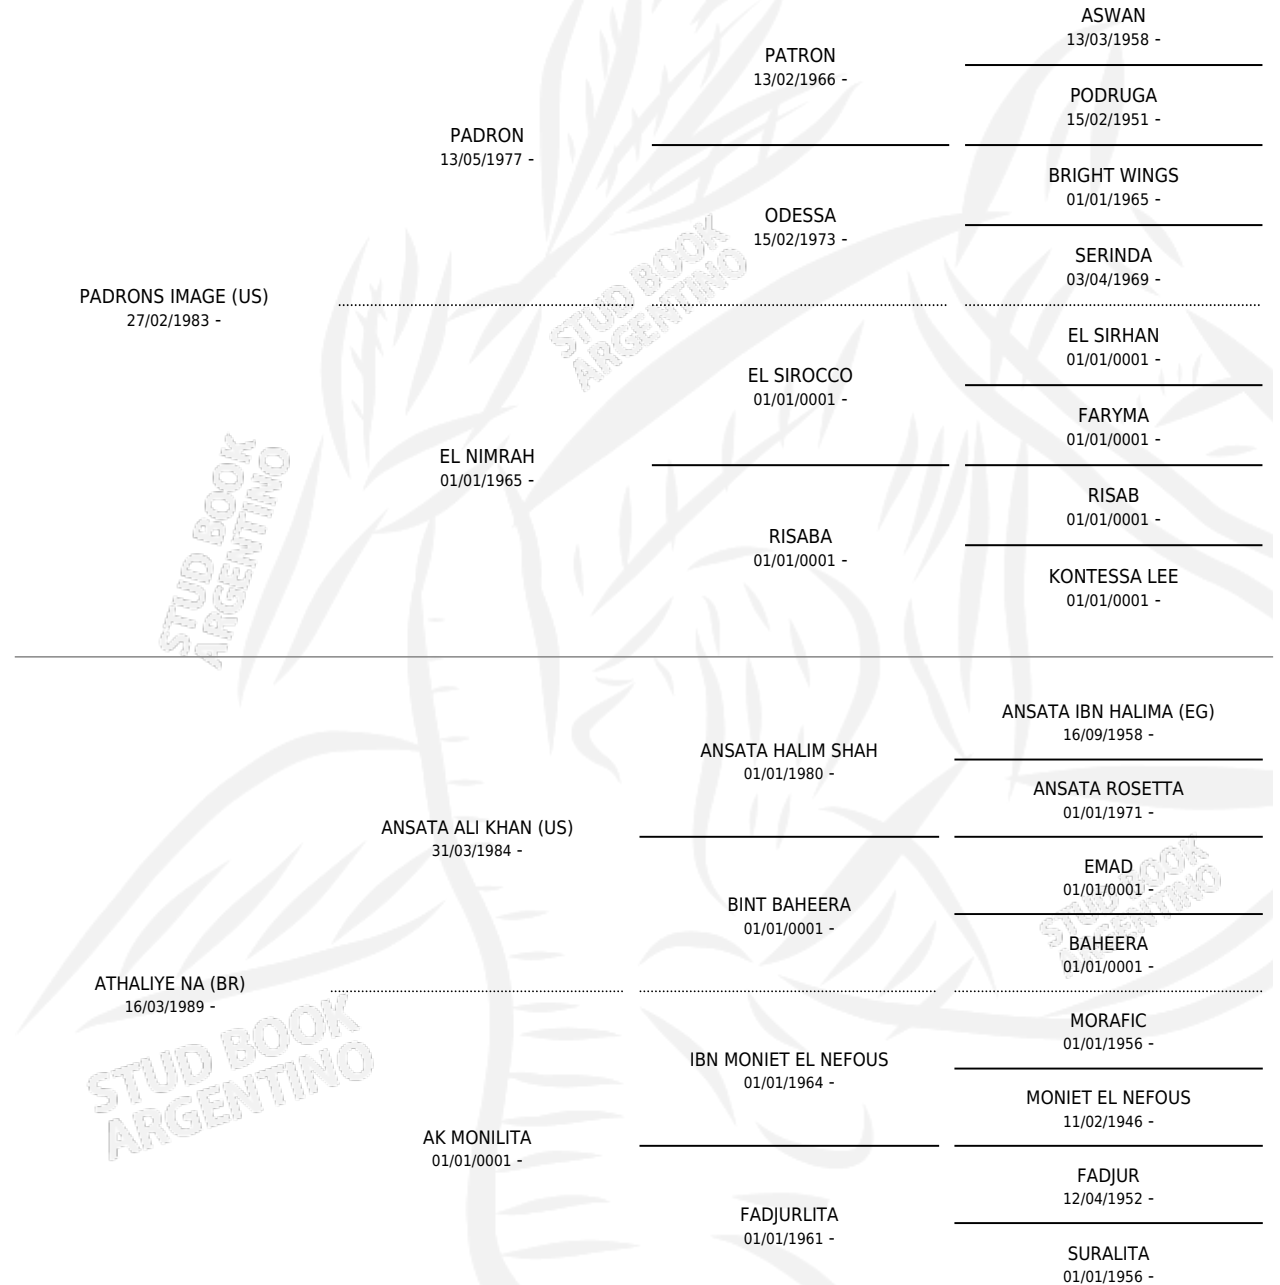 ASWAN
13/03/1958 -
PATRON
13/02/1966 -
PODRUGA
15/02/1951 -
PADRON
13/05/1977 -
BRIGHT WINGS
01/01/1965 -
ODESSA
15/02/1973 -
SERINDA
03/04/1969 -
PADRONS IMAGE (US)
27/02/1983 -
EL SIRHAN
01/01/0001 -
EL SIROCCO
01/01/0001 -
FARYMA
01/01/0001 -
EL NIMRAH
01/01/1965 -
RISAB
01/01/0001 -
RISABA
01/01/0001 -
KONTESSA LEE
01/01/0001 -
STUD BOOK
ARGENTINO
STUD BOOK
ARGENTINO
ANSATA IBN HALIMA (EG)
16/09/1958 -
ANSATA HALIM SHAH
01/01/1980 -
ANSATA ROSETTA
01/01/1971 -
ANSATA ALI KHAN (US)
31/03/1984 -
EMAD
01/01/0001 -
BINT BAHEERA
01/01/0001 -
BAHEERA
01/01/0001 -
STUD BOOK
ARGENTINO
ATHALIYE NA (BR)
16/03/1989 -
MORAFIC
01/01/1956 -
IBN MONIET EL NEFOUS
01/01/1964 -
MONIET EL NEFOUS
11/02/1946 -
AK MONILITA
01/01/0001 -
FADJUR
12/04/1952 -
FADJURLITA
01/01/1961 -
SURALITA
01/01/1956 -
STUD BOOK
ARGENTINO